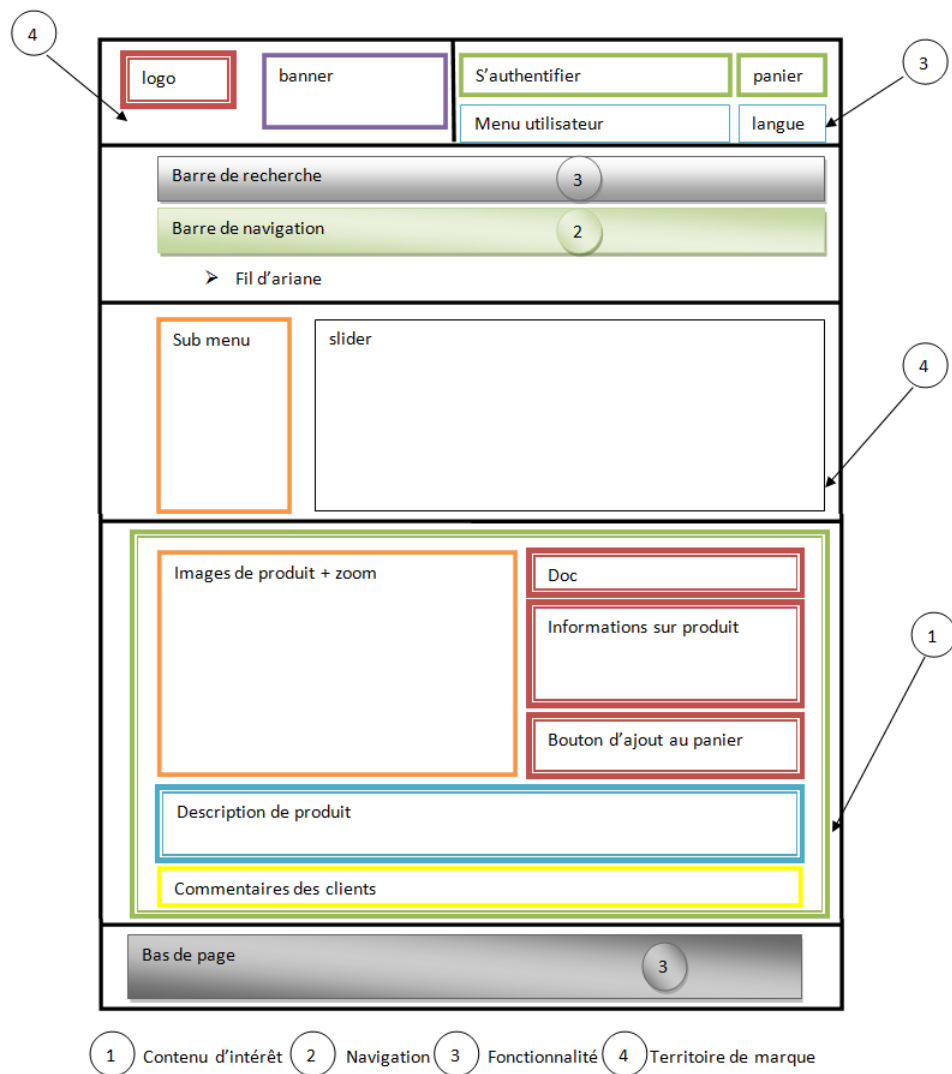 4
logo
banner
S'authentifier
panier
3
Menu utilisateur
langue
Barre de recherche
3
Barre de navigation
2
➢ Fil d'ariane
Sub menu
slider
4
Images de produit + zoom
Doc
Informations sur produit
1
Bouton d'ajout au panier
Description de produit
Commentaires des clients
Bas de page
3
1 Contenu d'intérêt 2 Navigation 3 Fonctionnalité 4 Territoire de marque